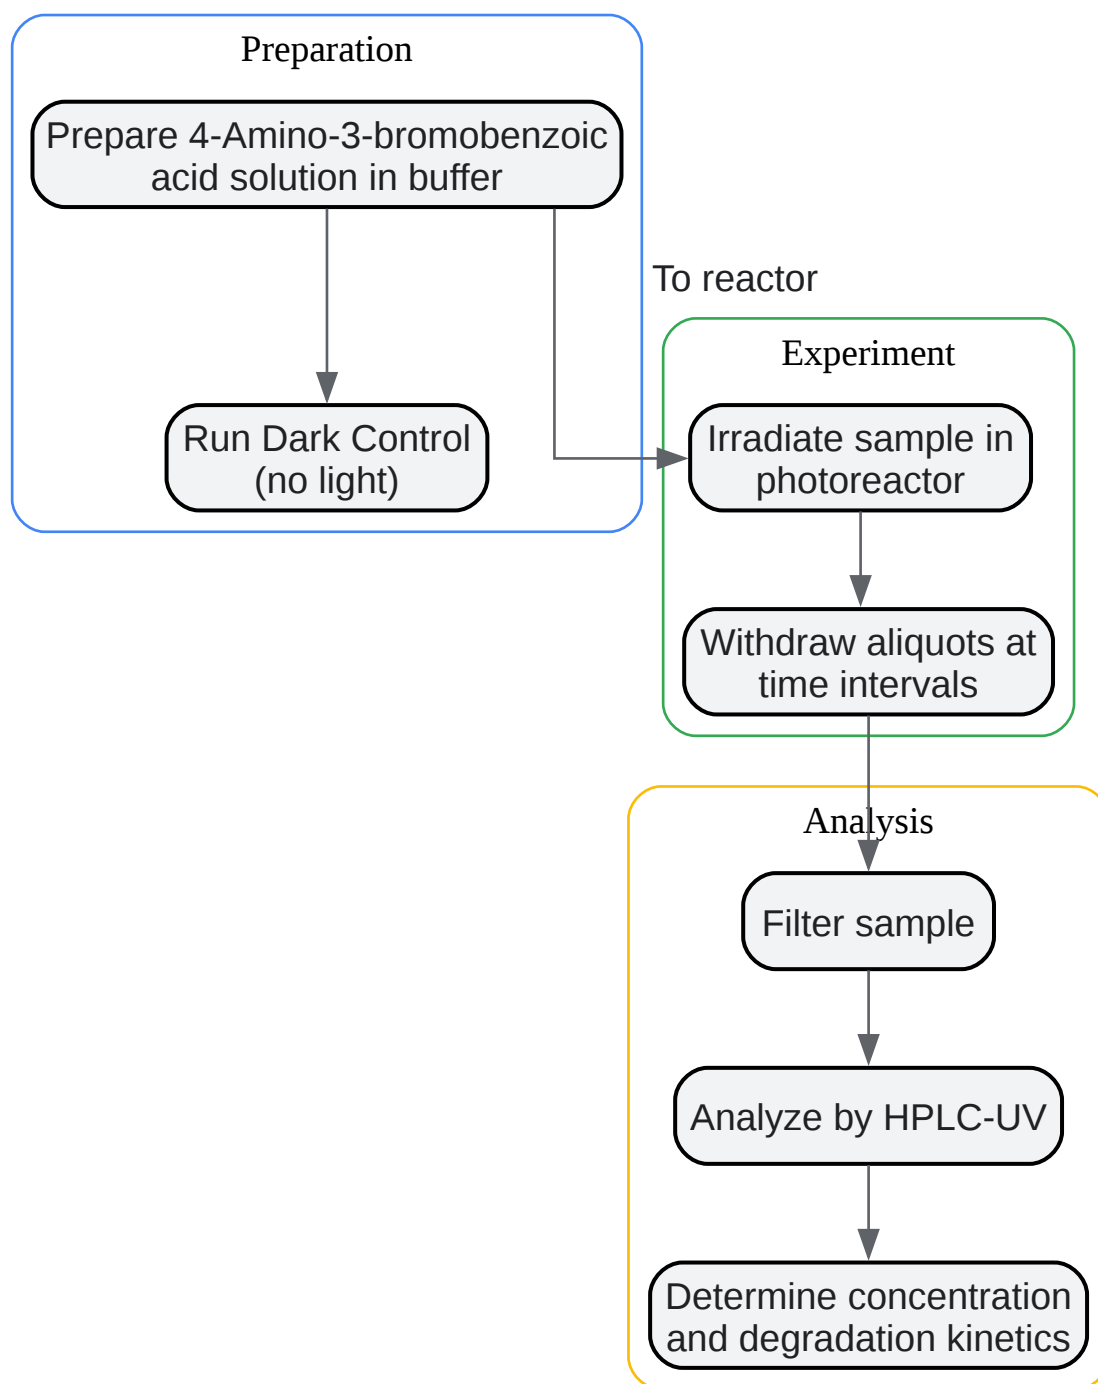 Preparation
Prepare 4-Amino-3-bromobenzoic
acid solution in buffer
To reactor
Run Dark Control
(no light)
Experiment
Irradiate sample in
photoreactor
Withdraw aliquots at
time intervals
Analysis
Filter sample
Analyze by HPLC-UV
Determine concentration
and degradation kinetics